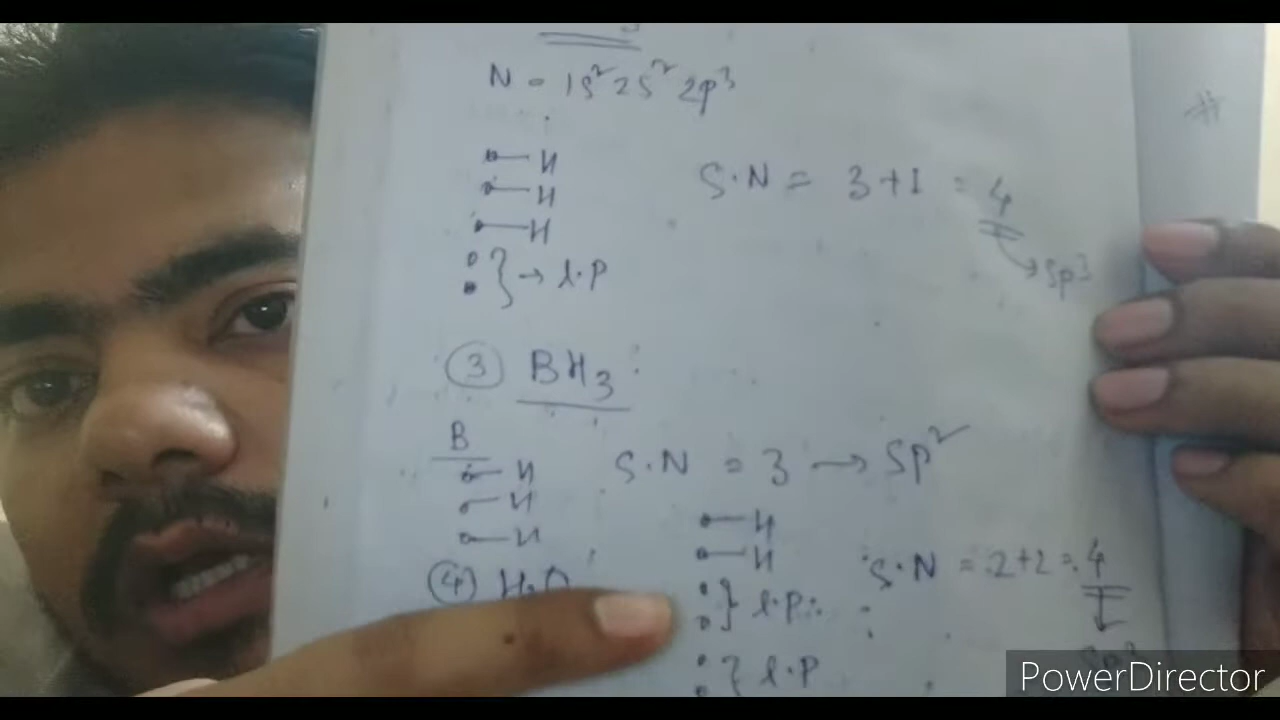 N = 1s² 2s² 2p³
•—H
•—H S·N = 3+1 = 4
•—H → sp³
: } → l·p
③ BH₃ :
B
•—H S·N = 3 → sp²
•—H
•—H
•—H
•—H S·N = 2+2 = 4
④ H₂O : } l·p
: } l·p
PowerDirector